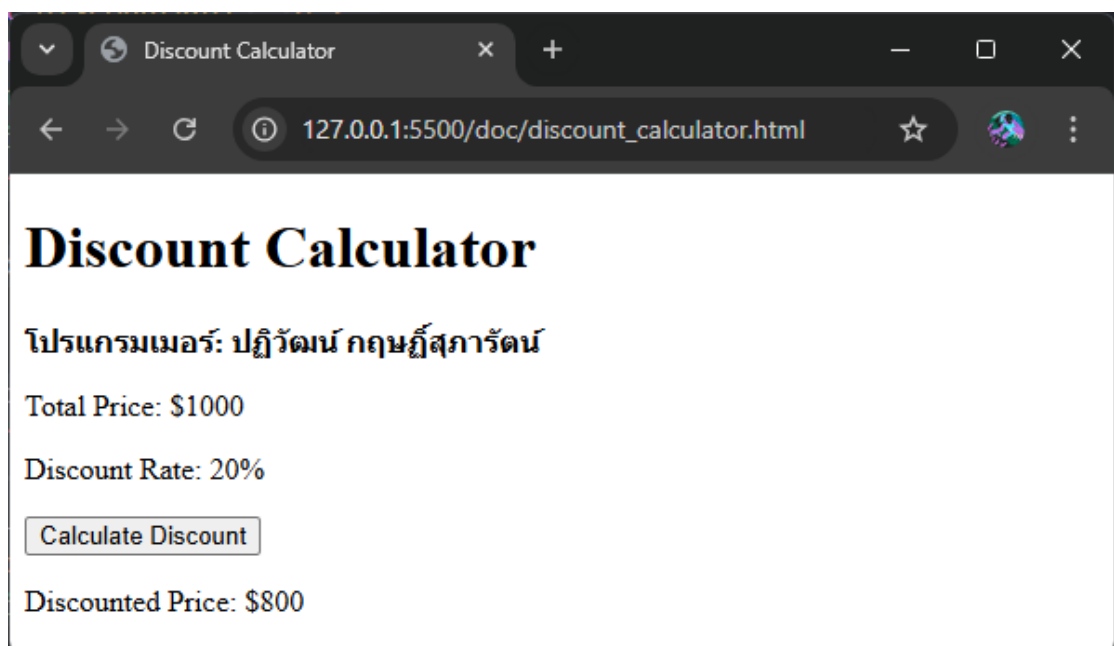 Discount Calculator
127.0.0.1:5500/doc/discount_calculator.html
Discount Calculator
โปรแกรมเมอร์: ปฏิวัฒน์ กฤษฏิ์สุภารัตน์
Total Price: $1000
Discount Rate: 20%
Calculate Discount
Discounted Price: $800